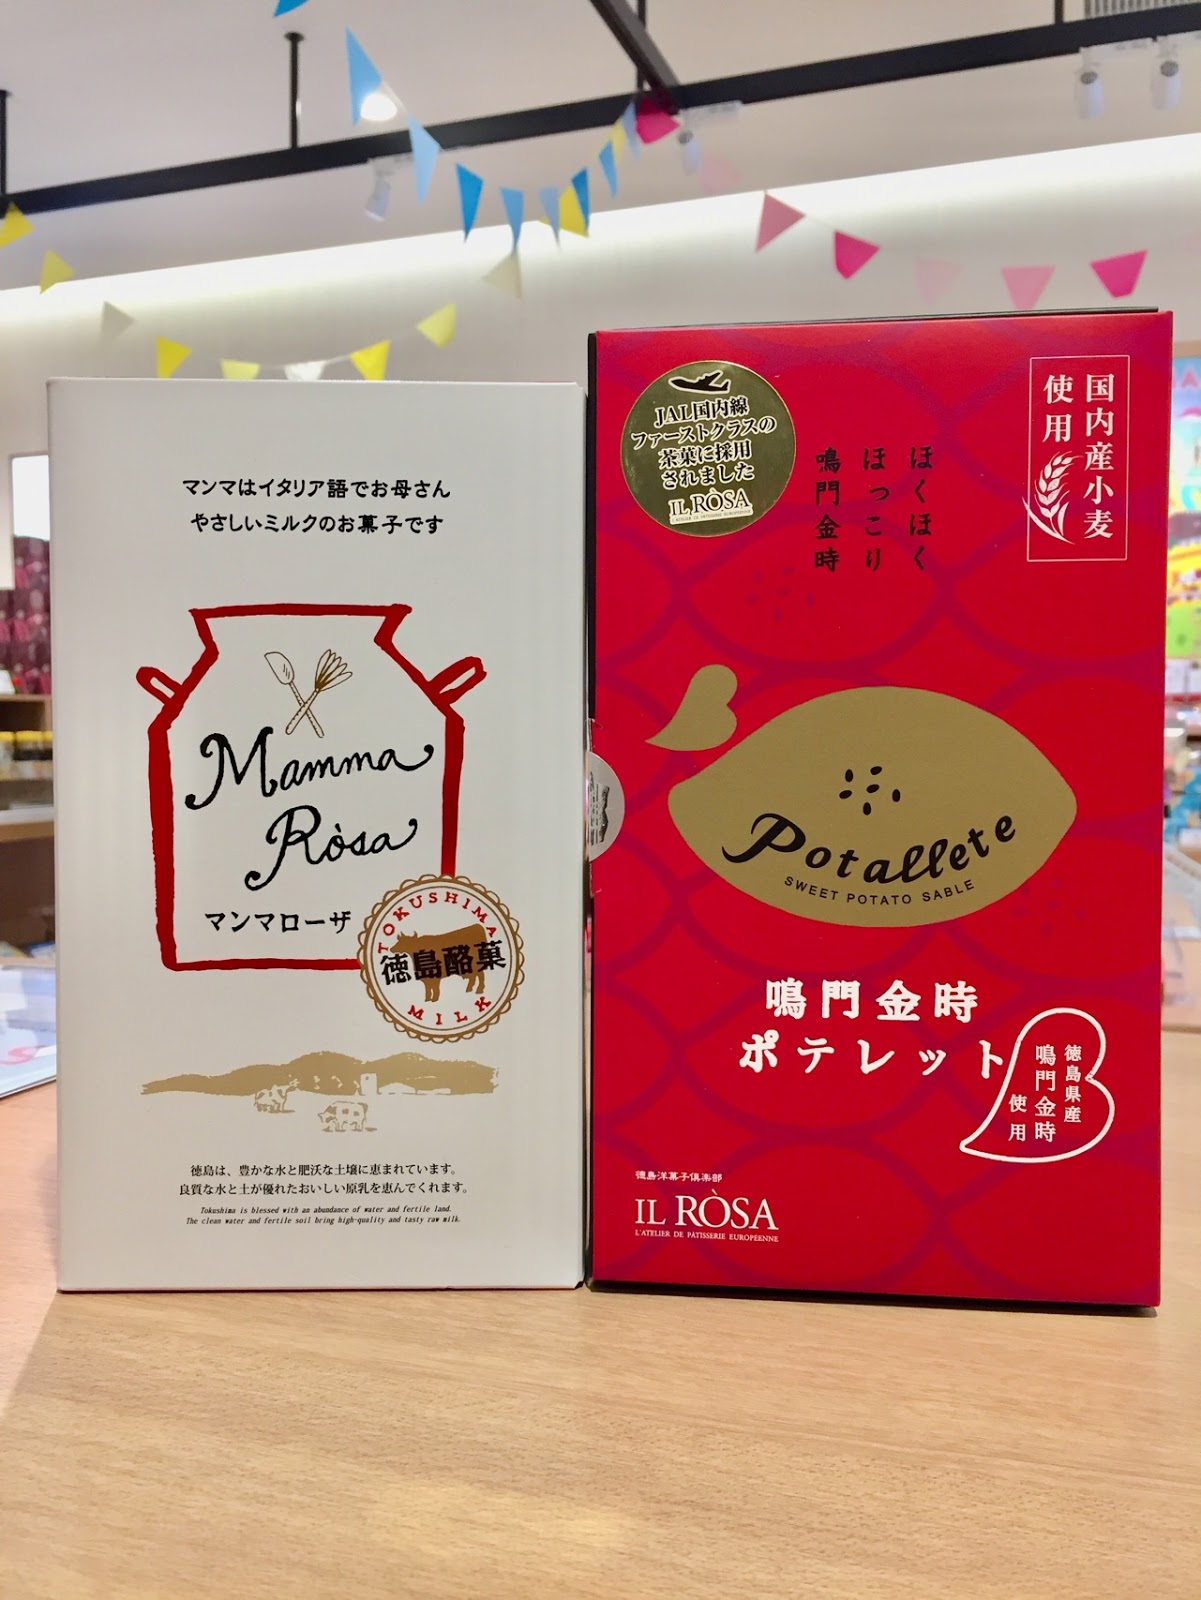 マンマはイタリア語でお母さん
やさしいミルクのお菓子です
Mamma
Ròsa
マンマローザ
TOKUSHIMA
徳島酪菓
MILK
徳島は、豊かな水と肥沃な土壌に恵まれています。
良質な水と土が優れたおいしい原乳を恵んでくれます。
Tokushima is blessed with an abundance of water and fertile land.
The clean water and fertile soil bring high-quality and tasty raw milk.
JAL国内線
ファーストクラスの
茶菓に採用
されました
IL RÒSA
L'ATELIER DE PÂTISSERIE EUROPÉENNE
ほくほく
ほっこり
鳴門金時
国内産小麦
使用
Potallete
SWEET POTATO SABLE
鳴門金時
ポテレット
徳島県産
鳴門金時
使用
徳島洋菓子倶楽部
IL RÒSA
L'ATELIER DE PÂTISSERIE EUROPÉENNE